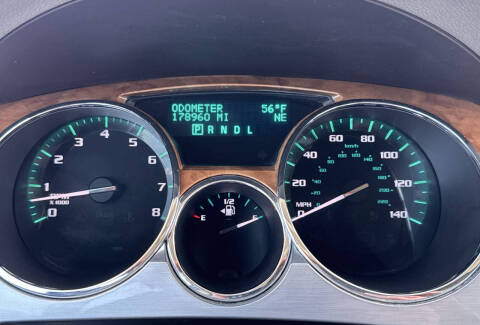 ODOMETER 56°F
178960 MI NE
P R N D L
0 1 2 3 4 5 6 7 8
RPM
X 1000
E 1/2 F
0 20 40 60 80 100 120 140
MPH
km/h